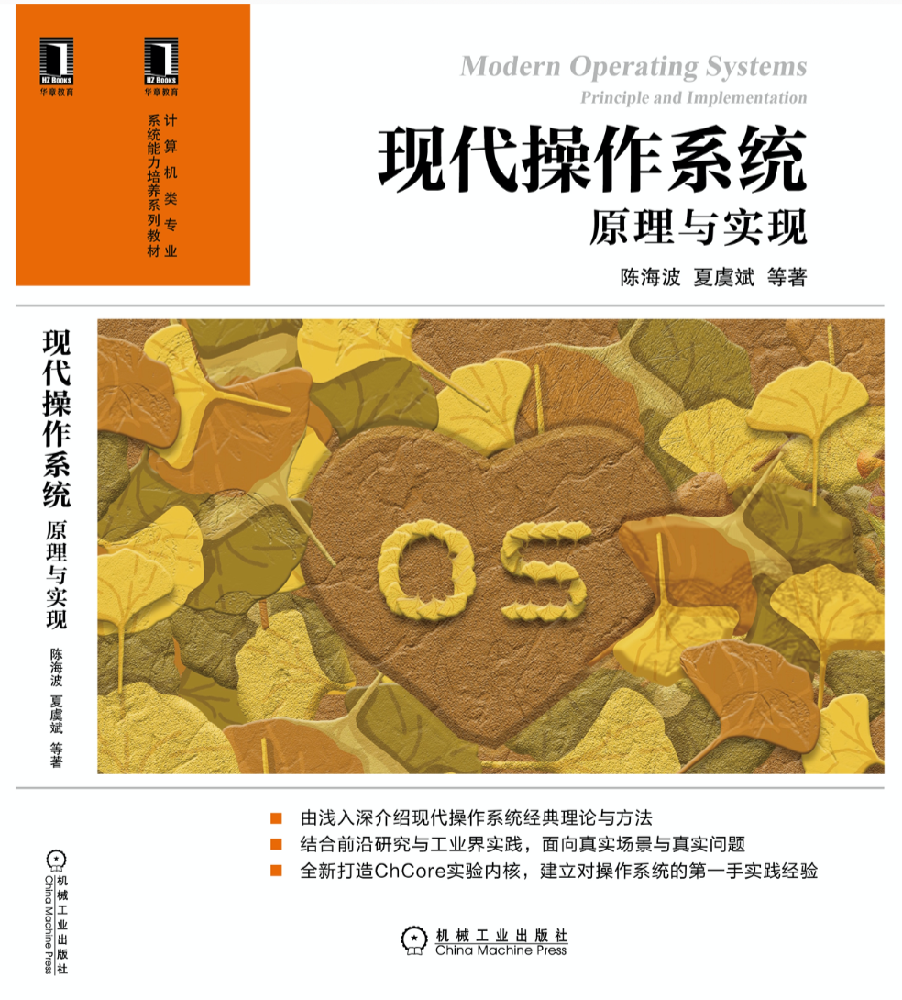 HZ BOOKS
华章教育
HZ BOOKS
华章教育
计算机类专业
系统能力培养系列教材
Modern Operating Systems
Principle and Implementation
现代操作系统
原理与实现
陈海波 夏虞斌 等著
现代操作系统 原理与实现
陈海波 夏虞斌 等著
OS
由浅入深介绍现代操作系统经典理论与方法
结合前沿研究与工业界实践，面向真实场景与真实问题
全新打造ChCore实验内核，建立对操作系统的第一手实践经验
机械工业出版社
China Machine Press
机械工业出版社
China Machine Press